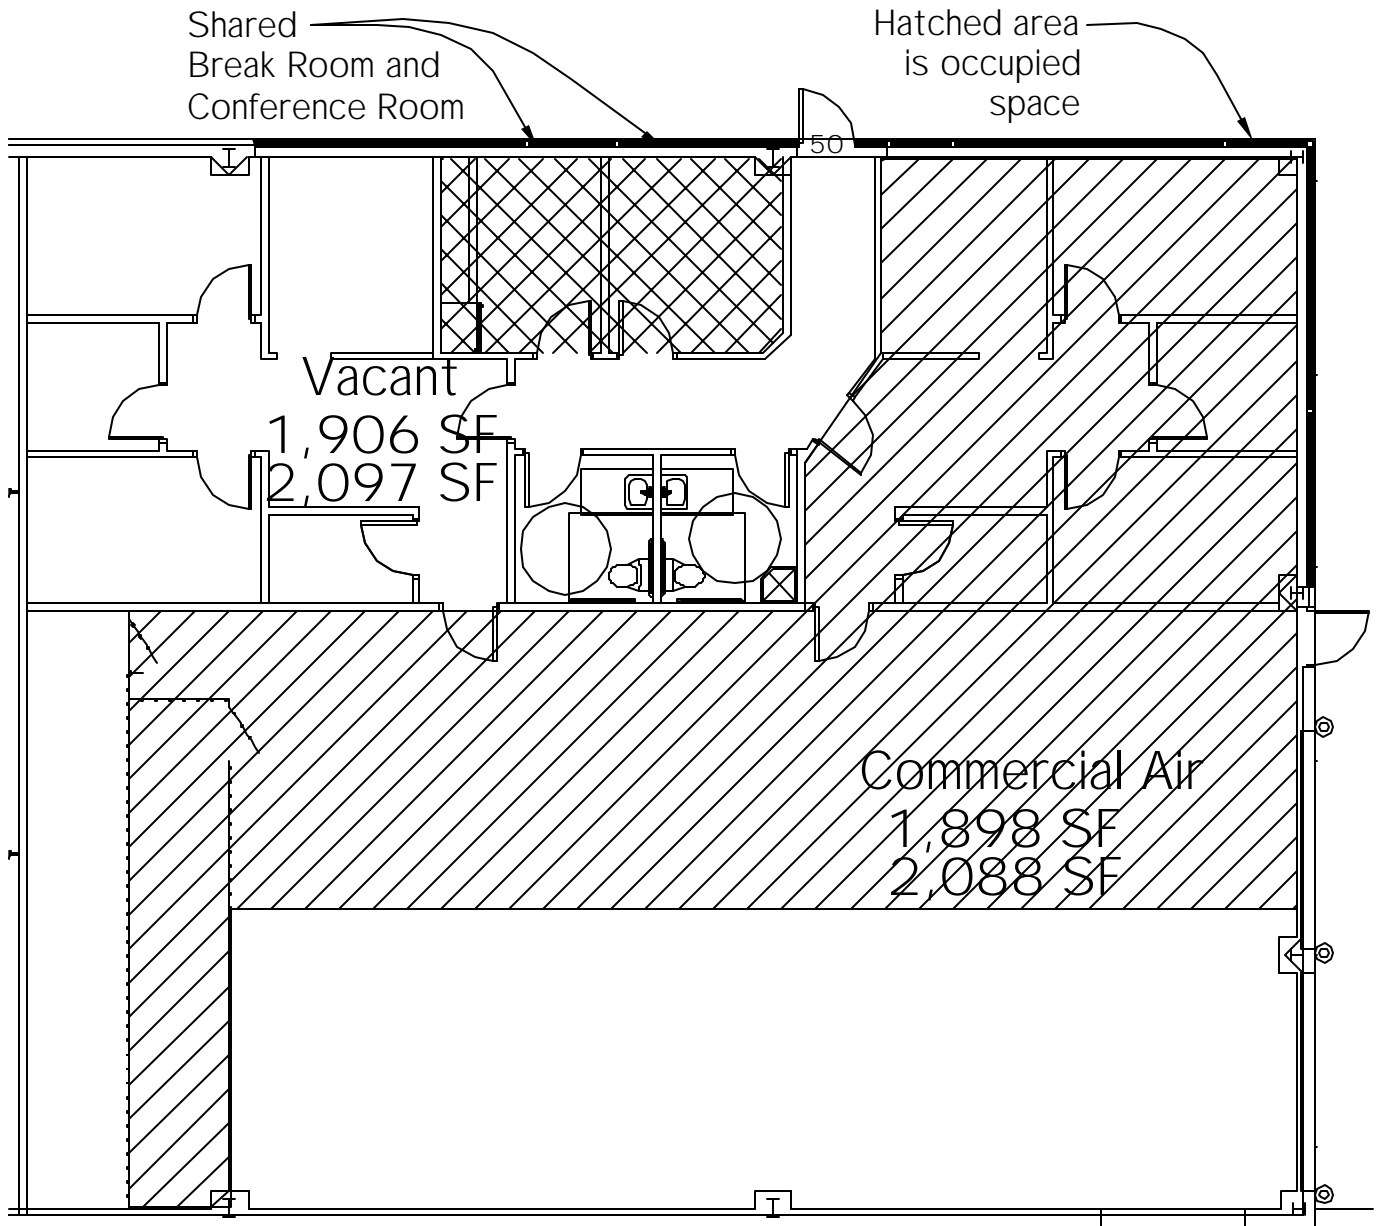 Shared
Break Room and
Conference Room
Hatched area
is occupied
space
50
Vacant
1,906 SF
2,097 SF
Commercial Air
1,898 SF
2,088 SF